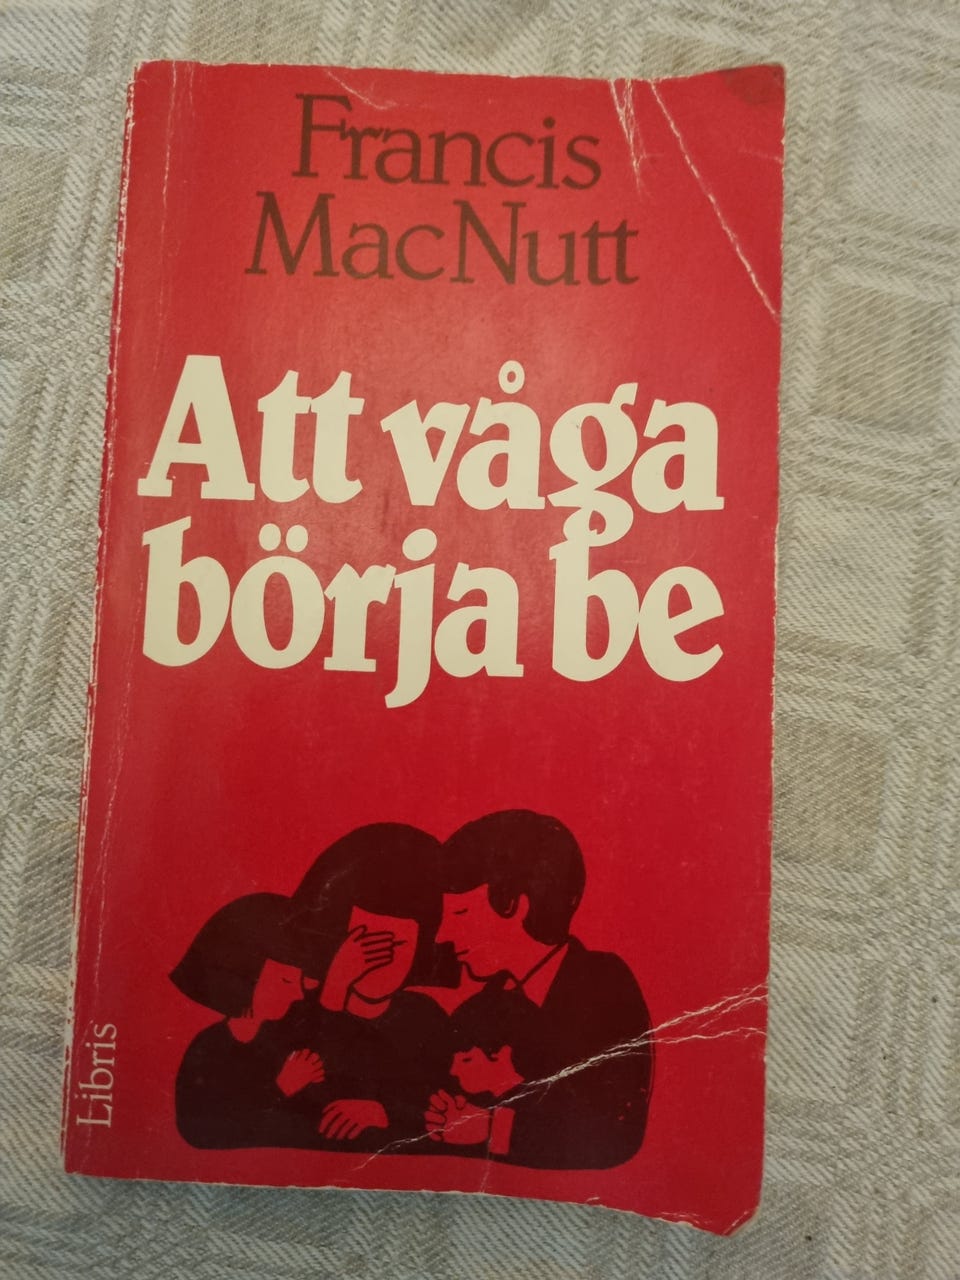 Francis
MacNutt
Att våga
börja be
Libris